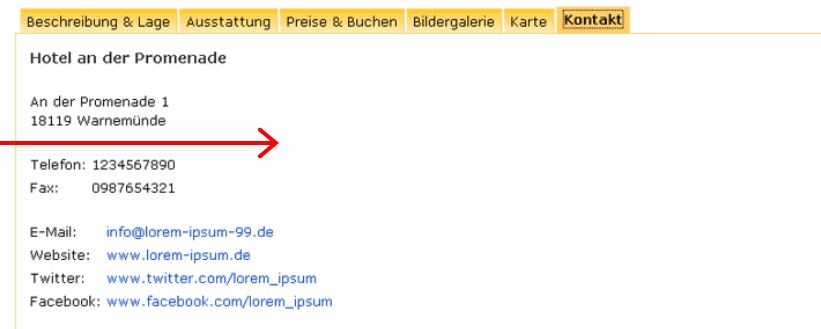 Beschreibung & Lage Ausstattung Preise & Buchen Bildergalerie Karte Kontakt
Hotel an der Promenade
An der Promenade 1
18119 Warnemünde
Telefon: 1234567890
Fax: 0987654321
E-Mail: info@lorem-ipsum-99.de
Website: www.lorem-ipsum.de
Twitter: www.twitter.com/lorem_ipsum
Facebook: www.facebook.com/lorem_ipsum